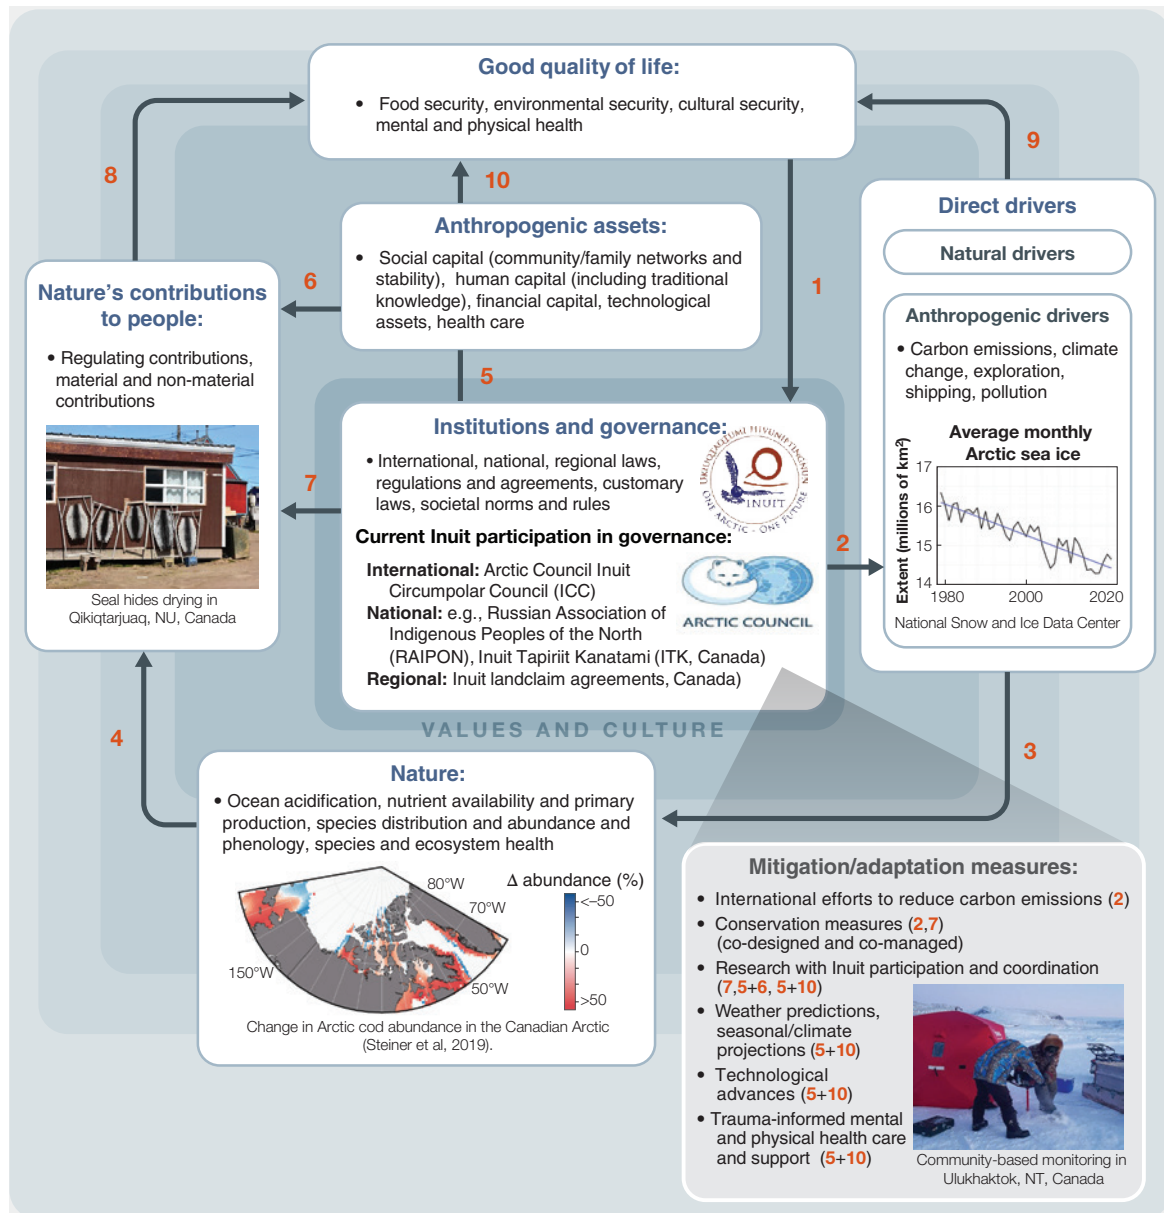 Good quality of life:
• Food security, environmental security, cultural security,
mental and physical health
8
9
10
1
Direct drivers
Natural drivers
Anthropogenic drivers
• Carbon emissions, climate
change, exploration,
shipping, pollution
Average monthly
Arctic sea ice
Extent (millions of km²)
17
16
15
14
1980
2000
2020
National Snow and Ice Data Center
Anthropogenic assets:
• Social capital (community/family networks and
stability), human capital (including traditional
knowledge), financial capital, technological
assets, health care
6
5
Nature's contributions
to people:
• Regulating contributions,
material and non-material
contributions
Seal hides drying in
Qikiqtarjuaq, NU, Canada
7
Institutions and governance:
• International, national, regional laws,
regulations and agreements, customary
laws, societal norms and rules
INUIT
ONE ARCTIC - ONE FUTURE
Current Inuit participation in governance:
International: Arctic Council Inuit
Circumpolar Council (ICC)
National: e.g., Russian Association of
Indigenous Peoples of the North
(RAIPON), Inuit Tapiriit Kanatami (ITK, Canada)
Regional: Inuit landclaim agreements, Canada)
ARCTIC COUNCIL
2
VALUES AND CULTURE
4
3
Nature:
• Ocean acidification, nutrient availability and primary
production, species distribution and abundance and
phenology, species and ecosystem health
Δ abundance (%)
<–50
0
>50
80°W
70°W
150°W
50°W
Change in Arctic cod abundance in the Canadian Arctic
(Steiner et al, 2019).
Mitigation/adaptation measures:
• International efforts to reduce carbon emissions (2)
• Conservation measures (2,7)
(co-designed and co-managed)
• Research with Inuit participation and coordination
(7,5+6, 5+10)
• Weather predictions,
seasonal/climate
projections (5+10)
• Technological
advances (5+10)
• Trauma-informed mental
and physical health care
and support (5+10)
Community-based monitoring in
Ulukhaktok, NT, Canada